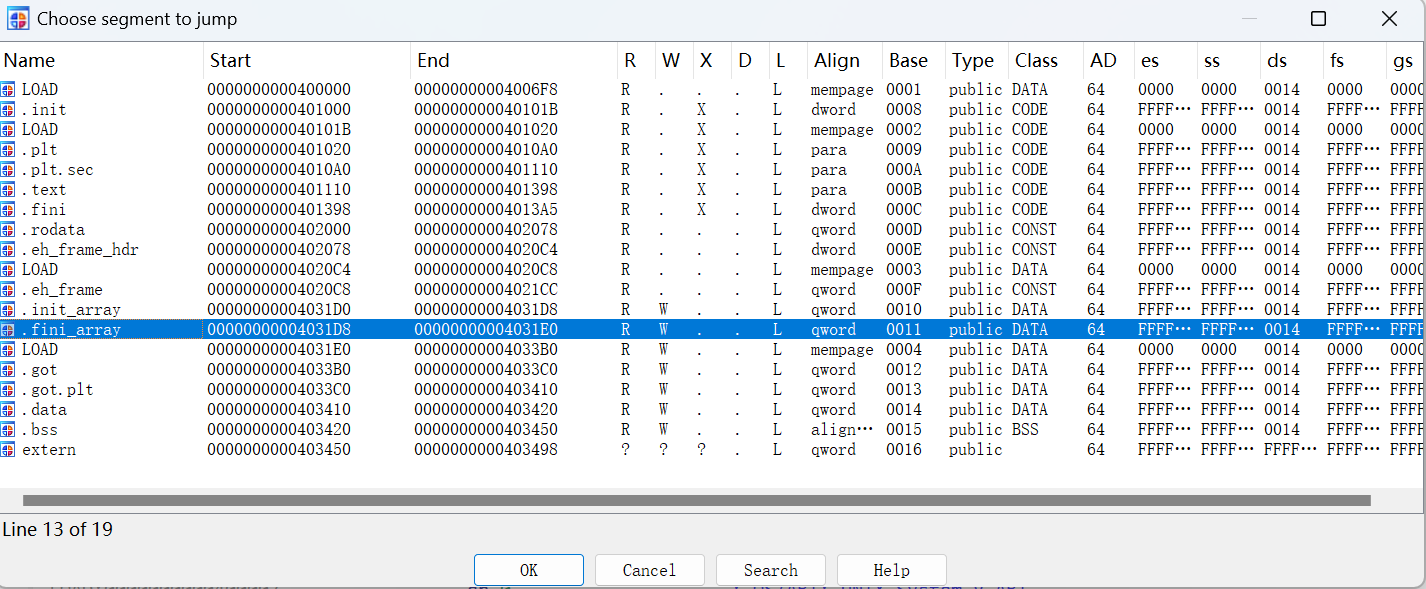 Choose segment to jump
Name Start End R W X D L Align Base Type Class AD es ss ds fs gs
LOAD 0000000000400000 00000000004006F8 R . . . L mempage 0001 public DATA 64 0000 0000 0014 0000 0000
.init 0000000000401000 000000000040101B R . X . L dword 0008 public CODE 64 FFFF… FFFF… 0014 FFFF… FFFF
LOAD 000000000040101B 0000000000401020 R . X . L mempage 0002 public CODE 64 0000 0000 0014 0000 0000
.plt 0000000000401020 00000000004010A0 R . X . L para 0009 public CODE 64 FFFF… FFFF… 0014 FFFF… FFFF
.plt.sec 00000000004010A0 0000000000401110 R . X . L para 000A public CODE 64 FFFF… FFFF… 0014 FFFF… FFFF
.text 0000000000401110 0000000000401398 R . X . L para 000B public CODE 64 FFFF… FFFF… 0014 FFFF… FFFF
.fini 0000000000401398 00000000004013A5 R . X . L dword 000C public CODE 64 FFFF… FFFF… 0014 FFFF… FFFF
.rodata 0000000000402000 0000000000402078 R . . . L qword 000D public CONST 64 FFFF… FFFF… 0014 FFFF… FFFF
.eh_frame_hdr 0000000000402078 00000000004020C4 R . . . L dword 000E public CONST 64 FFFF… FFFF… 0014 FFFF… FFFF
LOAD 00000000004020C4 00000000004020C8 R . . . L mempage 0003 public DATA 64 0000 0000 0014 0000 0000
.eh_frame 00000000004020C8 00000000004021CC R . . . L qword 000F public CONST 64 FFFF… FFFF… 0014 FFFF… FFFF
.init_array 00000000004031D0 00000000004031D8 R W . . L qword 0010 public DATA 64 FFFF… FFFF… 0014 FFFF… FFFF
.fini_array 00000000004031D8 00000000004031E0 R W . . L qword 0011 public DATA 64 FFFF… FFFF… 0014 FFFF… FFFF
LOAD 00000000004031E0 00000000004033B0 R W . . L mempage 0004 public DATA 64 0000 0000 0014 0000 0000
.got 00000000004033B0 00000000004033C0 R W . . L qword 0012 public DATA 64 FFFF… FFFF… 0014 FFFF… FFFF
.got.plt 00000000004033C0 0000000000403410 R W . . L qword 0013 public DATA 64 FFFF… FFFF… 0014 FFFF… FFFF
.data 0000000000403410 0000000000403420 R W . . L qword 0014 public DATA 64 FFFF… FFFF… 0014 FFFF… FFFF
.bss 0000000000403420 0000000000403450 R W . . L align… 0015 public BSS 64 FFFF… FFFF… 0014 FFFF… FFFF
extern 0000000000403450 0000000000403498 ? ? ? . L qword 0016 public 64 FFFF… FFFF… FFFF… FFFF… FFFF
Line 13 of 19
OK Cancel Search Help